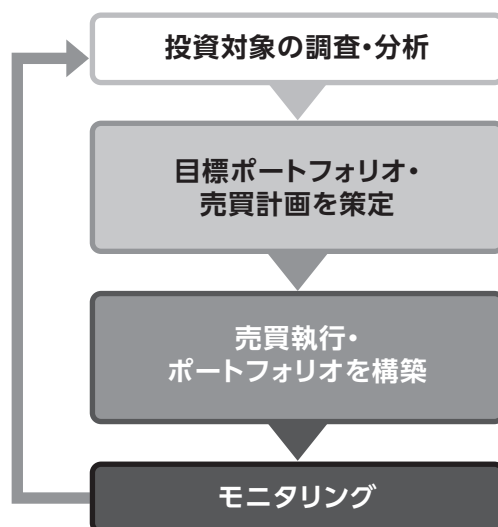 投資対象の調査・分析
目標ポートフォリオ・
売買計画を策定
売買執行・
ポートフォリオを構築
モニタリング